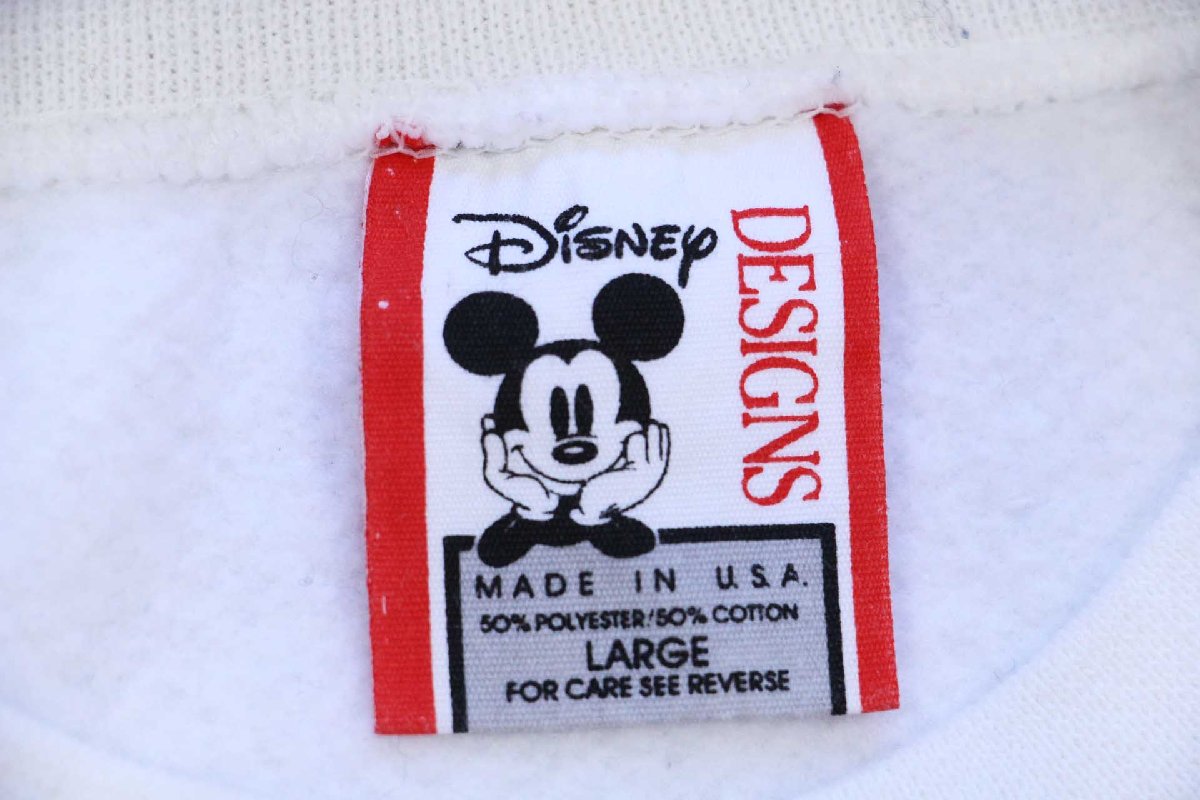 Disney
DESIGNS
MADE IN U.S.A.
50% POLYESTER/50% COTTON
LARGE
FOR CARE SEE REVERSE